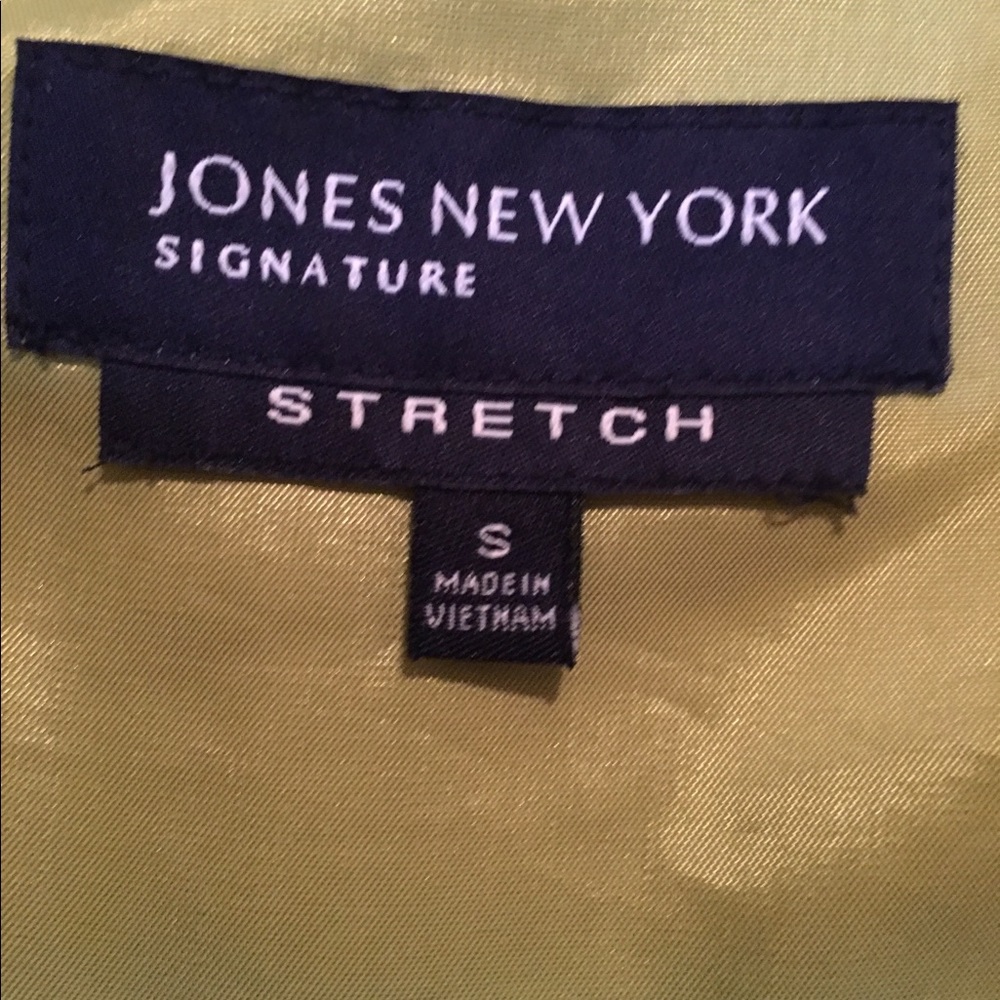 JONES NEW YORK
SIGNATURE
STRETCH
S
MADE IN
VIETNAM